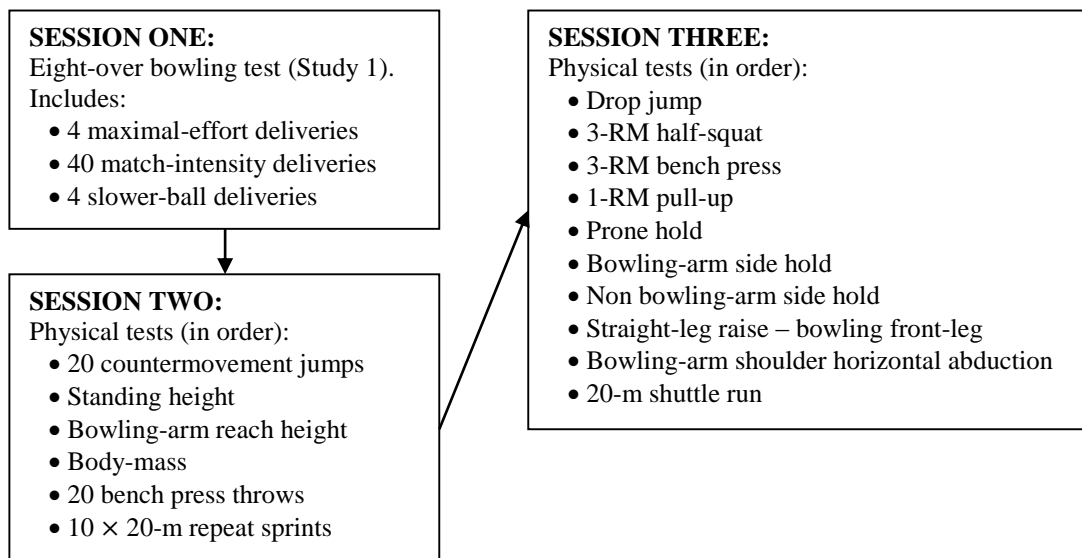 SESSION ONE:
Eight-over bowling test (Study 1).
Includes:
• 4 maximal-effort deliveries
• 40 match-intensity deliveries
• 4 slower-ball deliveries
SESSION TWO:
Physical tests (in order):
• 20 countermovement jumps
• Standing height
• Bowling-arm reach height
• Body-mass
• 20 bench press throws
• 10 × 20-m repeat sprints
SESSION THREE:
Physical tests (in order):
• Drop jump
• 3-RM half-squat
• 3-RM bench press
• 1-RM pull-up
• Prone hold
• Bowling-arm side hold
• Non bowling-arm side hold
• Straight-leg raise – bowling front-leg
• Bowling-arm shoulder horizontal abduction
• 20-m shuttle run